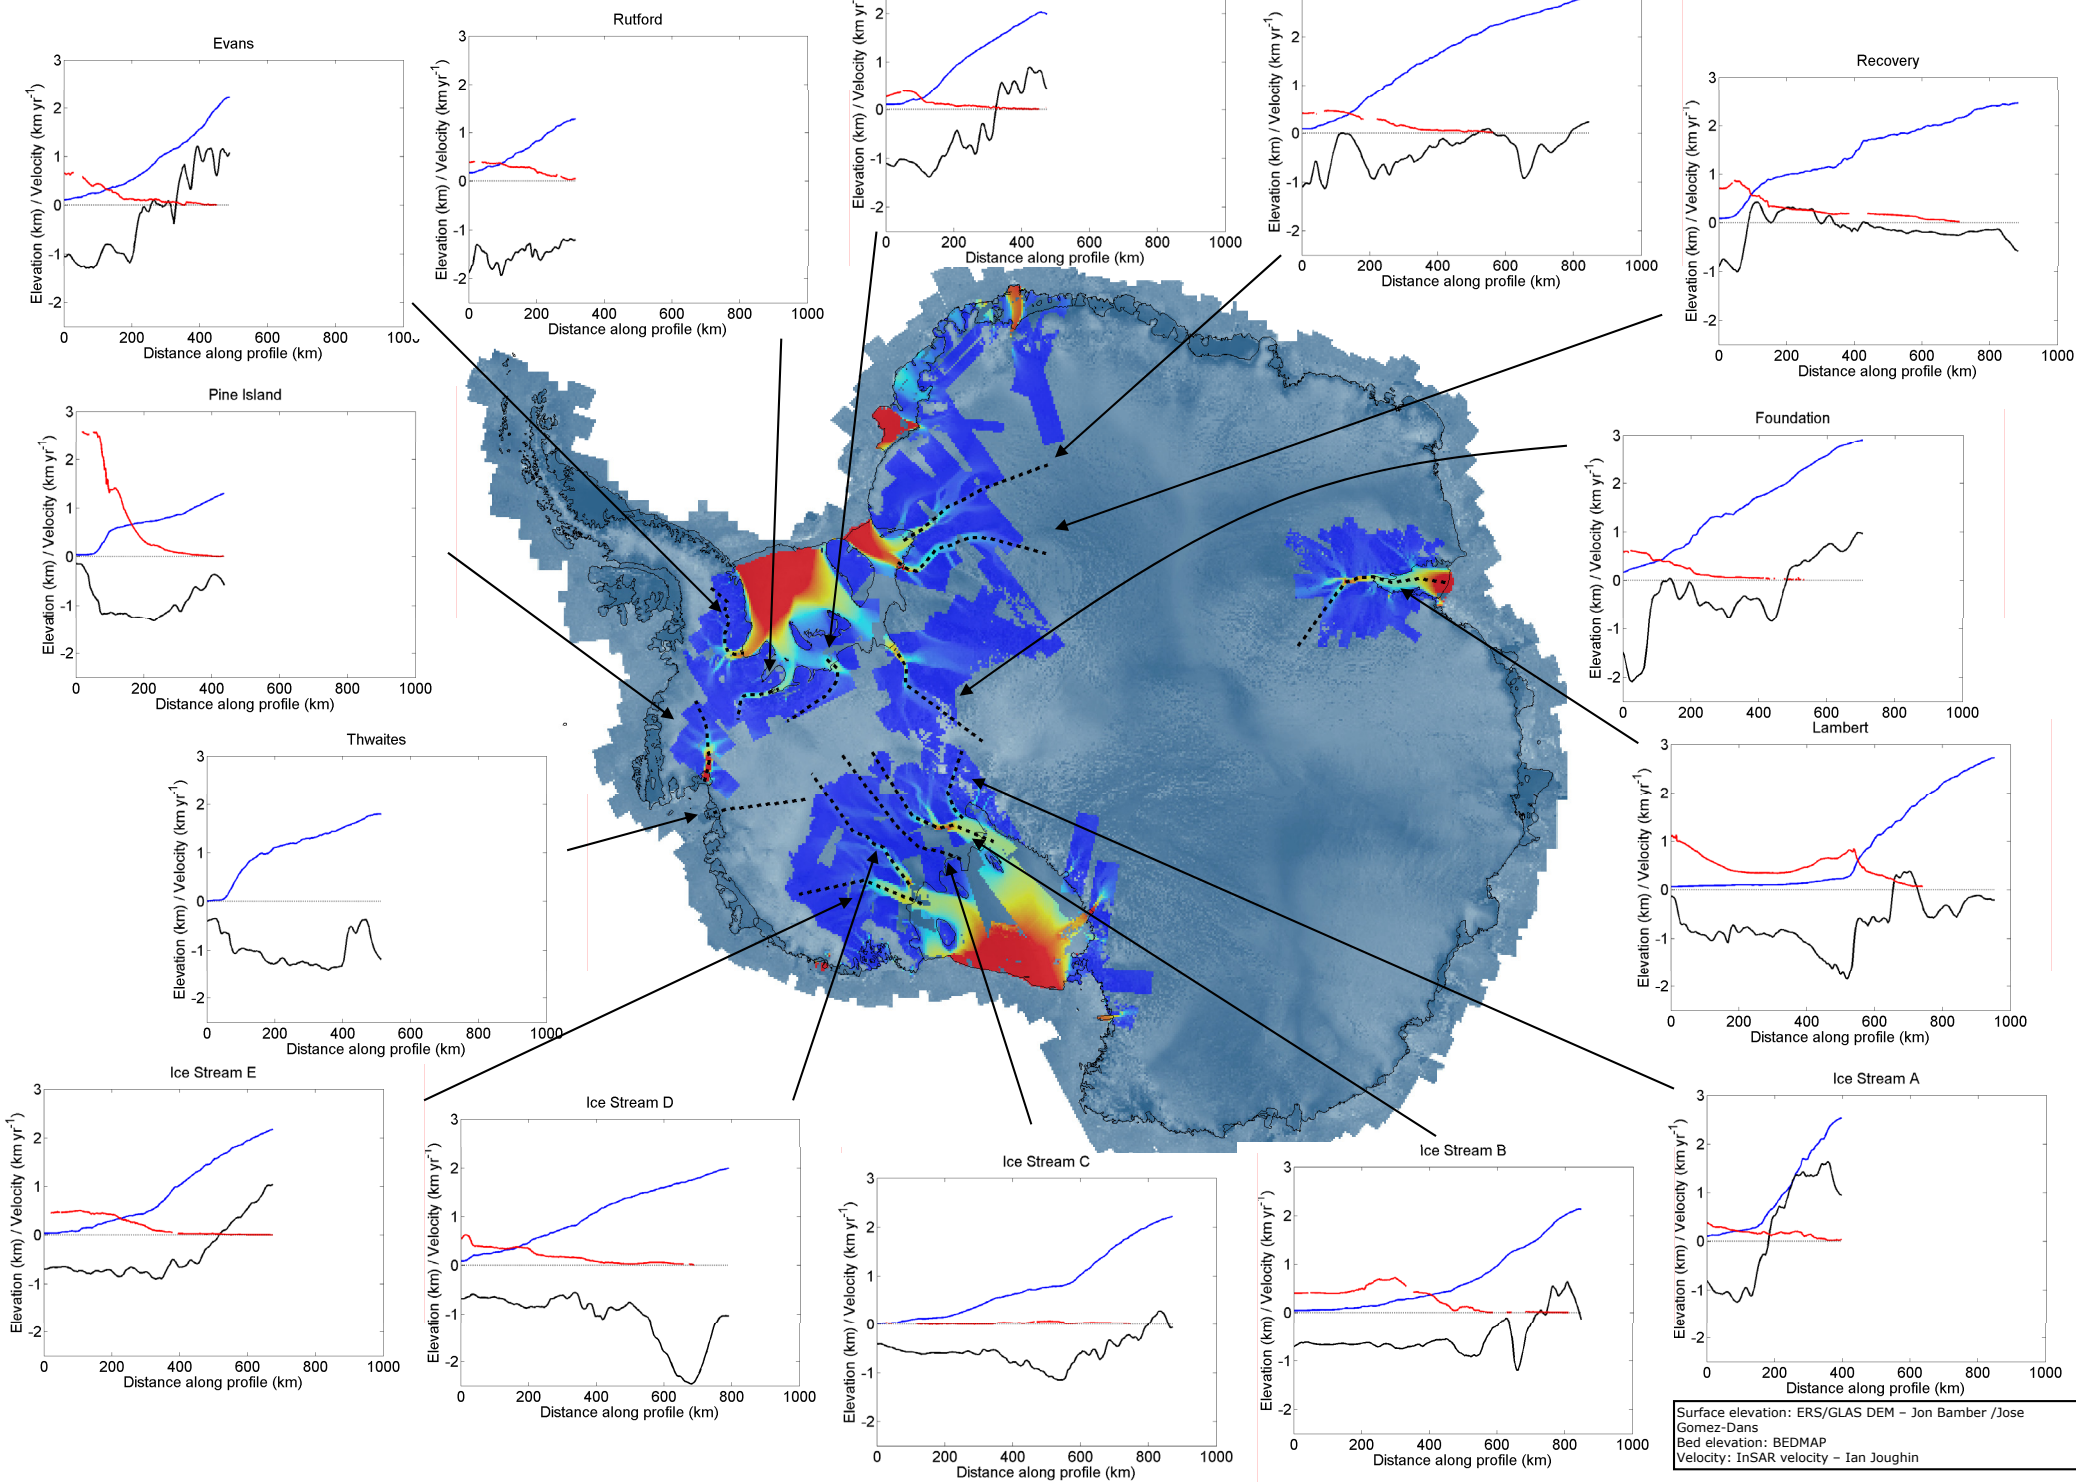 Evans
Elevation (km) / Velocity (km yr-1)
3
2
1
0
-1
-2
0 200 400 600 800 1000
Distance along profile (km)
Rutford
Elevation (km) / Velocity (km yr-1)
3
2
1
0
-1
-2
0 200 400 600 800 1000
Distance along profile (km)
Elevation (km) / Velocity (km yr-1)
2
1
0
-1
-2
0 200 400 600 800 1000
Distance along profile (km)
Elevation (km) / Velocity (km yr-1)
2
1
0
-1
-2
0 200 400 600 800 1000
Distance along profile (km)
Recovery
Elevation (km) / Velocity (km yr-1)
3
2
1
0
-1
-2
0 200 400 600 800 1000
Distance along profile (km)
Pine Island
Elevation (km) / Velocity (km yr-1)
3
2
1
0
-1
-2
0 200 400 600 800 1000
Distance along profile (km)
Foundation
Elevation (km) / Velocity (km yr-1)
3
2
1
0
-1
-2
0 200 400 600 800 1000
Thwaites
Elevation (km) / Velocity (km yr-1)
3
2
1
0
-1
-2
0 200 400 600 800 1000
Distance along profile (km)
Lambert
Elevation (km) / Velocity (km yr-1)
3
2
1
0
-1
-2
0 200 400 600 800 1000
Distance along profile (km)
Ice Stream E
Elevation (km) / Velocity (km yr-1)
3
2
1
0
-1
-2
0 200 400 600 800 1000
Distance along profile (km)
Ice Stream D
Elevation (km) / Velocity (km yr-1)
3
2
1
0
-1
-2
0 200 400 600 800 1000
Distance along profile (km)
Ice Stream C
Elevation (km) / Velocity (km yr-1)
3
2
1
0
-1
-2
0 200 400 600 800 1000
Distance along profile (km)
Ice Stream B
Elevation (km) / Velocity (km yr-1)
3
2
1
0
-1
-2
0 200 400 600 800 1000
Distance along profile (km)
Ice Stream A
Elevation (km) / Velocity (km yr-1)
3
2
1
0
-1
-2
0 200 400 600 800 1000
Distance along profile (km)
Surface elevation: ERS/GLAS DEM – Jon Bamber /Jose
Gomez-Dans
Bed elevation: BEDMAP
Velocity: InSAR velocity – Ian Joughin